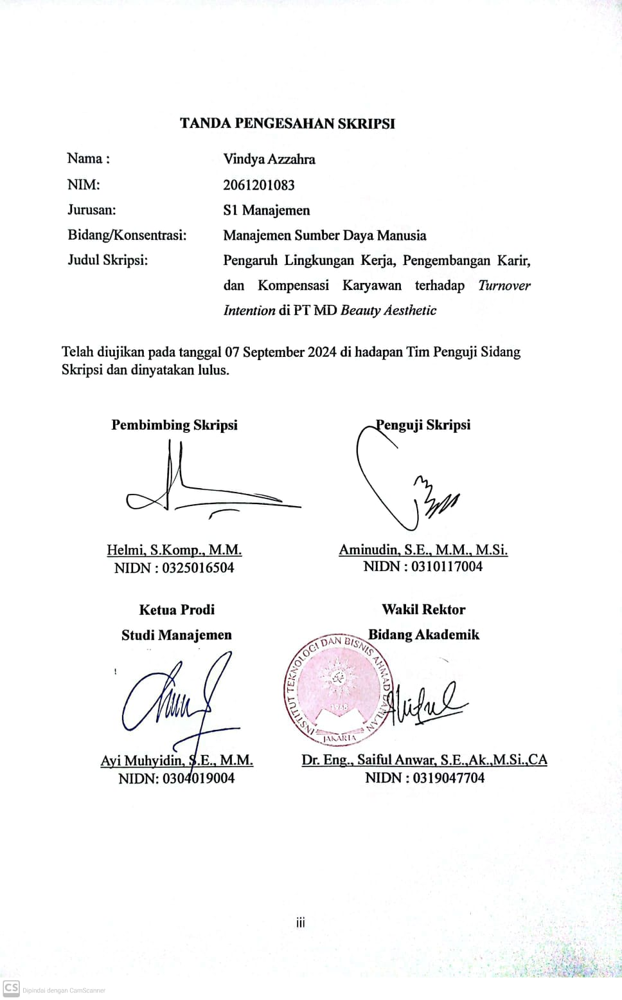 TANDA PENGESAHAN SKRIPSI
Nama : Vindya Azzahra
NIM: 2061201083
Jurusan: S1 Manajemen
Bidang/Konsentrasi: Manajemen Sumber Daya Manusia
Judul Skripsi: Pengaruh Lingkungan Kerja, Pengembangan Karir,
dan Kompensasi Karyawan terhadap Turnover
Intention di PT MD Beauty Aesthetic
Telah diujikan pada tanggal 07 September 2024 di hadapan Tim Penguji Sidang
Skripsi dan dinyatakan lulus.
Pembimbing Skripsi
Penguji Skripsi
Helmi, S.Komp., M.M.
NIDN : 0325016504
Aminudin, S.E., M.M., M.Si.
NIDN : 0310117004
Ketua Prodi
Studi Manajemen
Wakil Rektor
Bidang Akademik
INSTITUT TEKNOLOGI DAN BISNIS AHMAD DAHLAN
1968
JAKARTA
Ayi Muhyidin, S.E., M.M.
NIDN: 0304019004
Dr. Eng., Saiful Anwar, S.E.,Ak.,M.Si.,CA
NIDN : 0319047704
iii
CS Dipindai dengan CamScanner